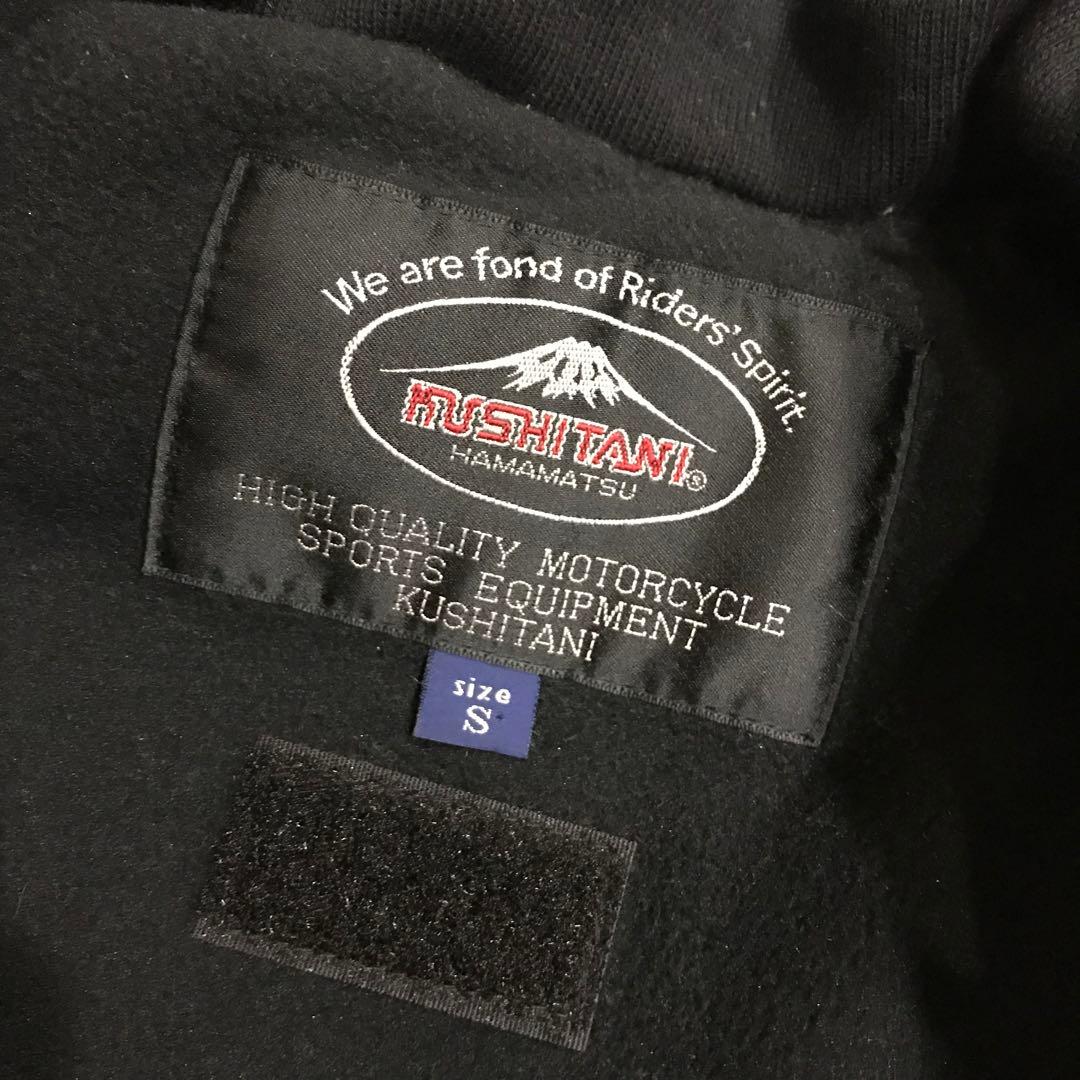 We are fond of Riders' Spirit.
KUSHITANI®
HAMAMATSU
HIGH QUALITY MOTORCYCLE
SPORTS EQUIPMENT
KUSHITANI
size
S